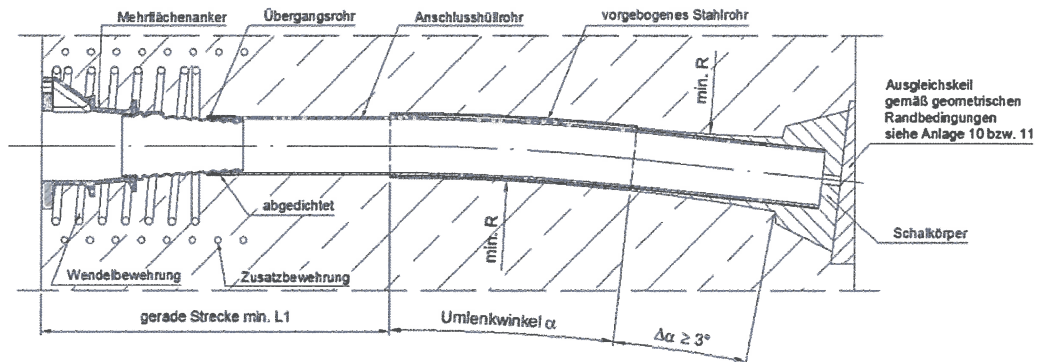 Mehrflächenanker
Übergangsrohr
Anschlusshüllrohr
vorgebogenes Stahlrohr
min. R
Ausgleichskeil
gemäß geometrischen
Randbedingungen
siehe Anlage 10 bzw. 11
abgedichtet
min. R
Schalkörper
Wendelbewehrung
Zusatzbewehrung
gerade Strecke min. L1
Umlenkwinkel α
Δα ≥ 3°